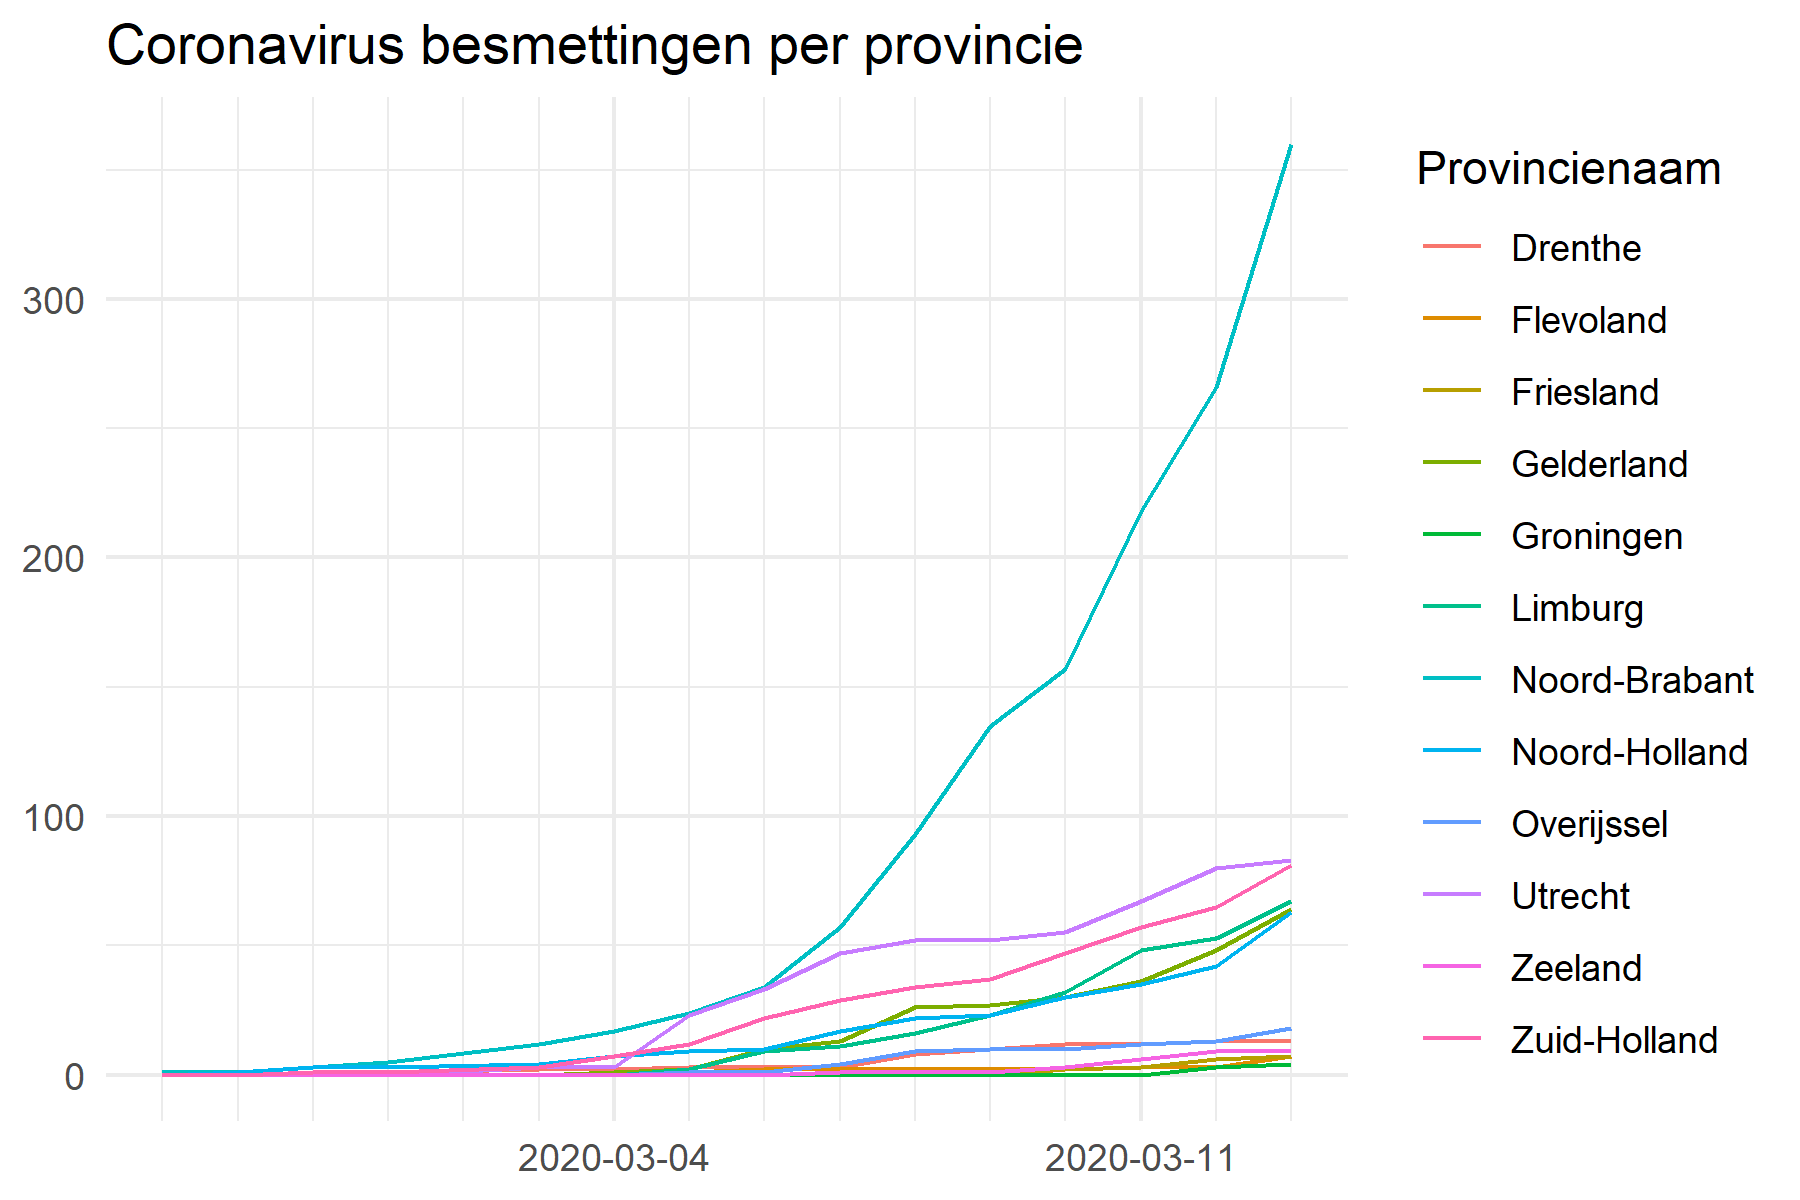 Coronavirus besmettingen per provincie
300
200
100
0
2020-03-04
2020-03-11
Provincienaam
Drenthe
Flevoland
Friesland
Gelderland
Groningen
Limburg
Noord-Brabant
Noord-Holland
Overijssel
Utrecht
Zeeland
Zuid-Holland